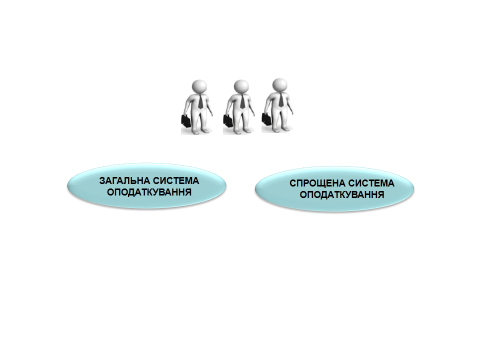 ЗАГАЛЬНА СИСТЕМА
ОПОДАТКУВАННЯ
СПРОЩЕНА СИСТЕМА
ОПОДАТКУВАННЯ